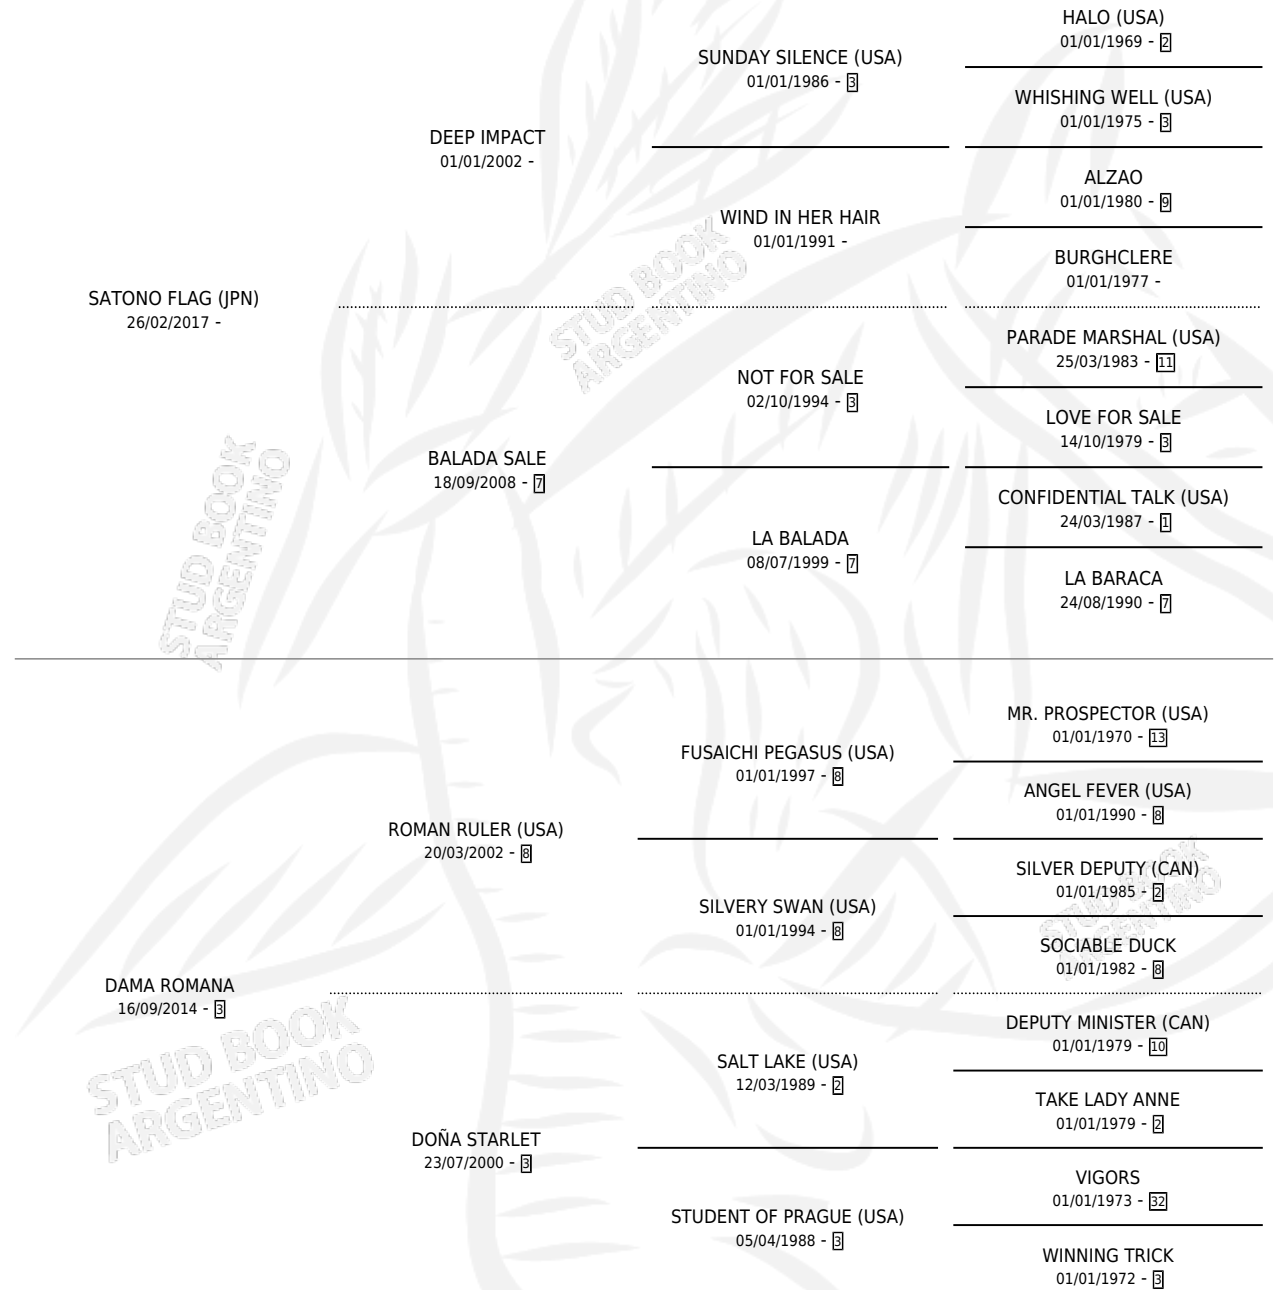 HALO (USA)
01/01/1969 - 2
SUNDAY SILENCE (USA)
01/01/1986 - 3
WHISHING WELL (USA)
01/01/1975 - 3
DEEP IMPACT
01/01/2002 -
ALZAO
01/01/1980 - 9
WIND IN HER HAIR
01/01/1991 -
BURGHCLERE
01/01/1977 -
SATONO FLAG (JPN)
26/02/2017 -
STUD BOOK
ARGENTINO
PARADE MARSHAL (USA)
25/03/1983 - 11
NOT FOR SALE
02/10/1994 - 3
LOVE FOR SALE
14/10/1979 - 3
BALADA SALE
18/09/2008 - 7
CONFIDENTIAL TALK (USA)
24/03/1987 - 1
LA BALADA
08/07/1999 - 7
LA BARACA
24/08/1990 - 7
STUD BOOK
ARGENTINO
MR. PROSPECTOR (USA)
01/01/1970 - 13
FUSAICHI PEGASUS (USA)
01/01/1997 - 8
ANGEL FEVER (USA)
01/01/1990 - 8
ROMAN RULER (USA)
20/03/2002 - 8
SILVER DEPUTY (CAN)
01/01/1985 - 2
SILVERY SWAN (USA)
01/01/1994 - 8
STUD BOOK
ARGENTINO
SOCIABLE DUCK
01/01/1982 - 8
DAMA ROMANA
16/09/2014 - 3
STUD BOOK
ARGENTINO
DEPUTY MINISTER (CAN)
01/01/1979 - 10
SALT LAKE (USA)
12/03/1989 - 2
TAKE LADY ANNE
01/01/1979 - 2
DOÑA STARLET
23/07/2000 - 3
VIGORS
01/01/1973 - 32
STUDENT OF PRAGUE (USA)
05/04/1988 - 3
WINNING TRICK
01/01/1972 - 3